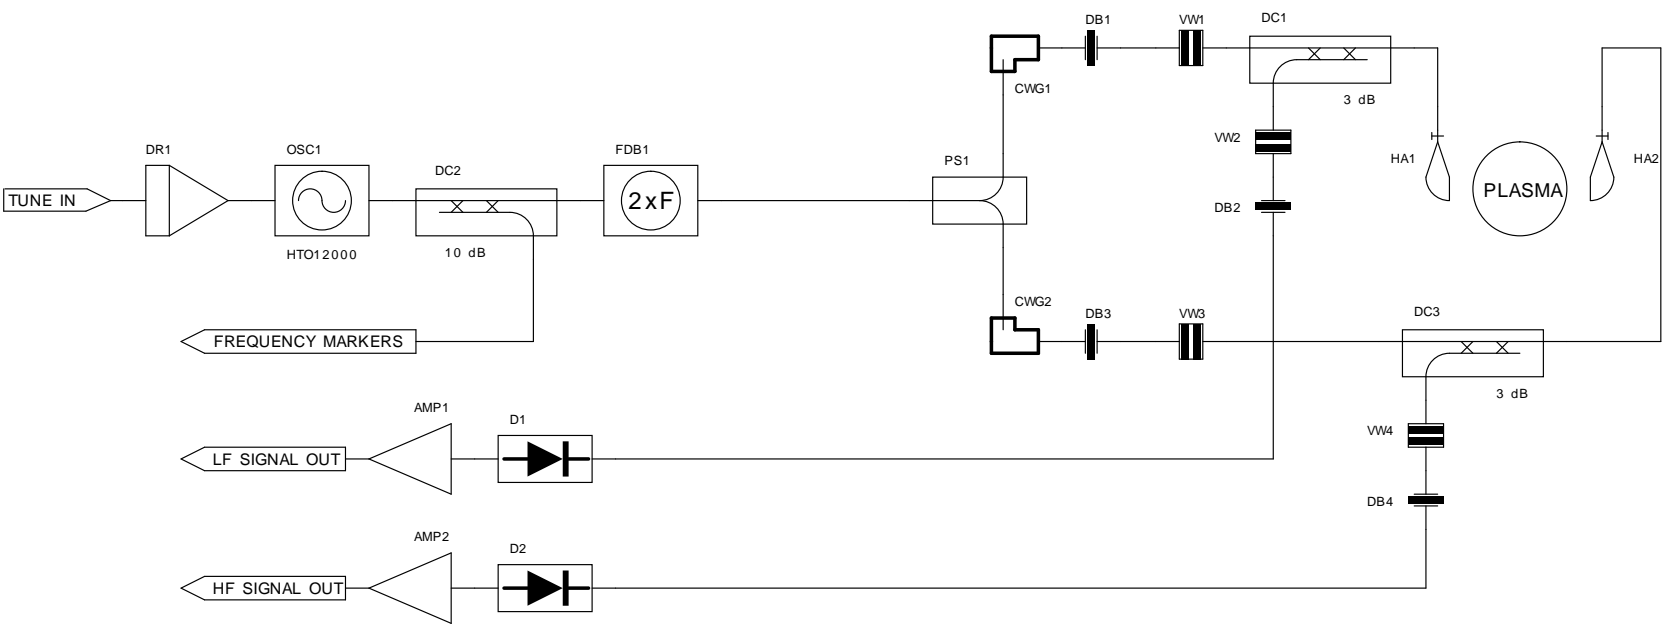 DB1
VW1
DC1
CWG1
3 dB
VW2
DR1
OSC1
FDB1
PS1
HA1
HA2
DC2
TUNE IN
2xF
PLASMA
DB2
HTO12000
10 dB
CWG2
DB3
VW3
DC3
FREQUENCY MARKERS
3 dB
AMP1
D1
VW4
LF SIGNAL OUT
DB4
AMP2
D2
HF SIGNAL OUT